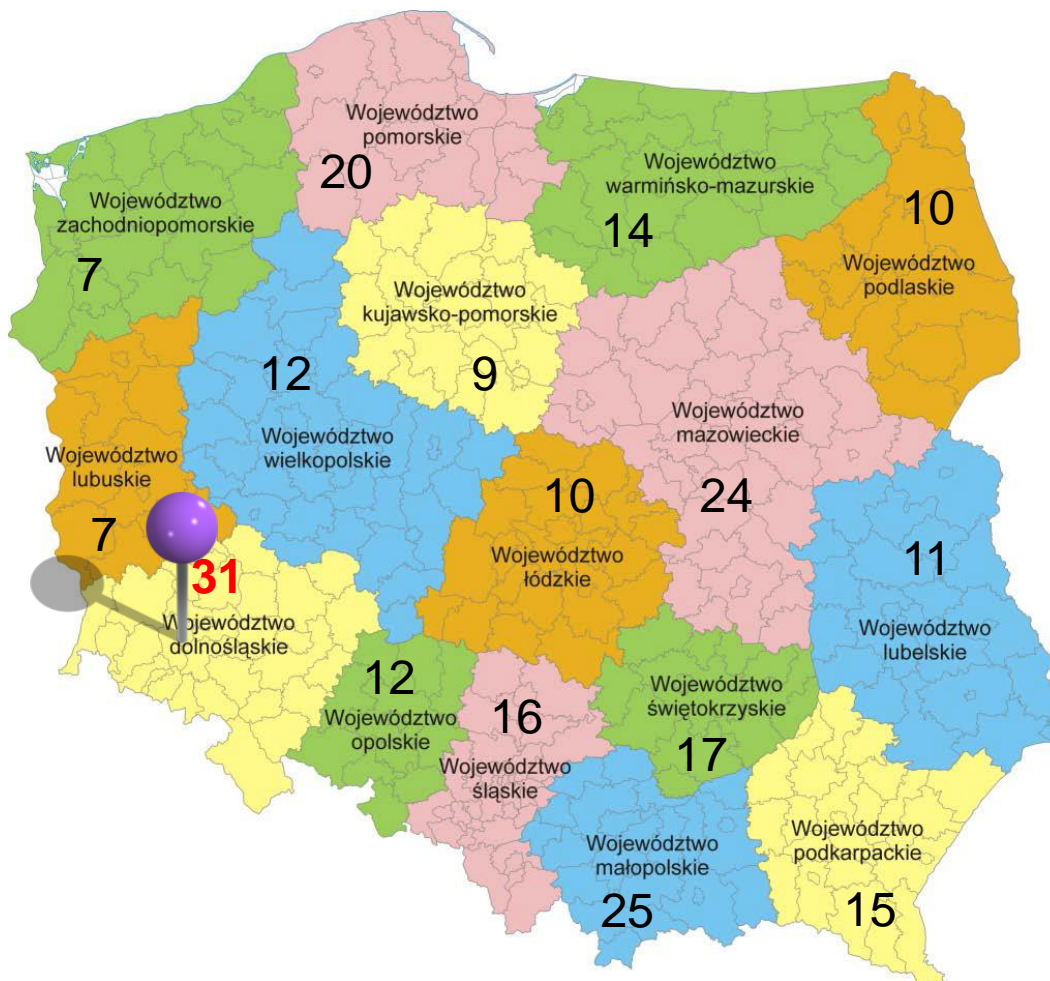 Województwo
pomorskie
20
Województwo
warmińsko-mazurskie
14
Województwo
zachodniopomorskie
7
10
Województwo
podlaskie
Województwo
kujawsko-pomorskie
9
12
Województwo
wielkopolskie
Województwo
mazowieckie
24
Województwo
lubuskie
7
10
Województwo
łódzkie
11
Województwo
lubelskie
31
Województwo
dolnośląskie
12
Województwo
opolskie
16
Województwo
śląskie
Województwo
świętokrzyskie
17
Województwo
małopolskie
25
Województwo
podkarpackie
15